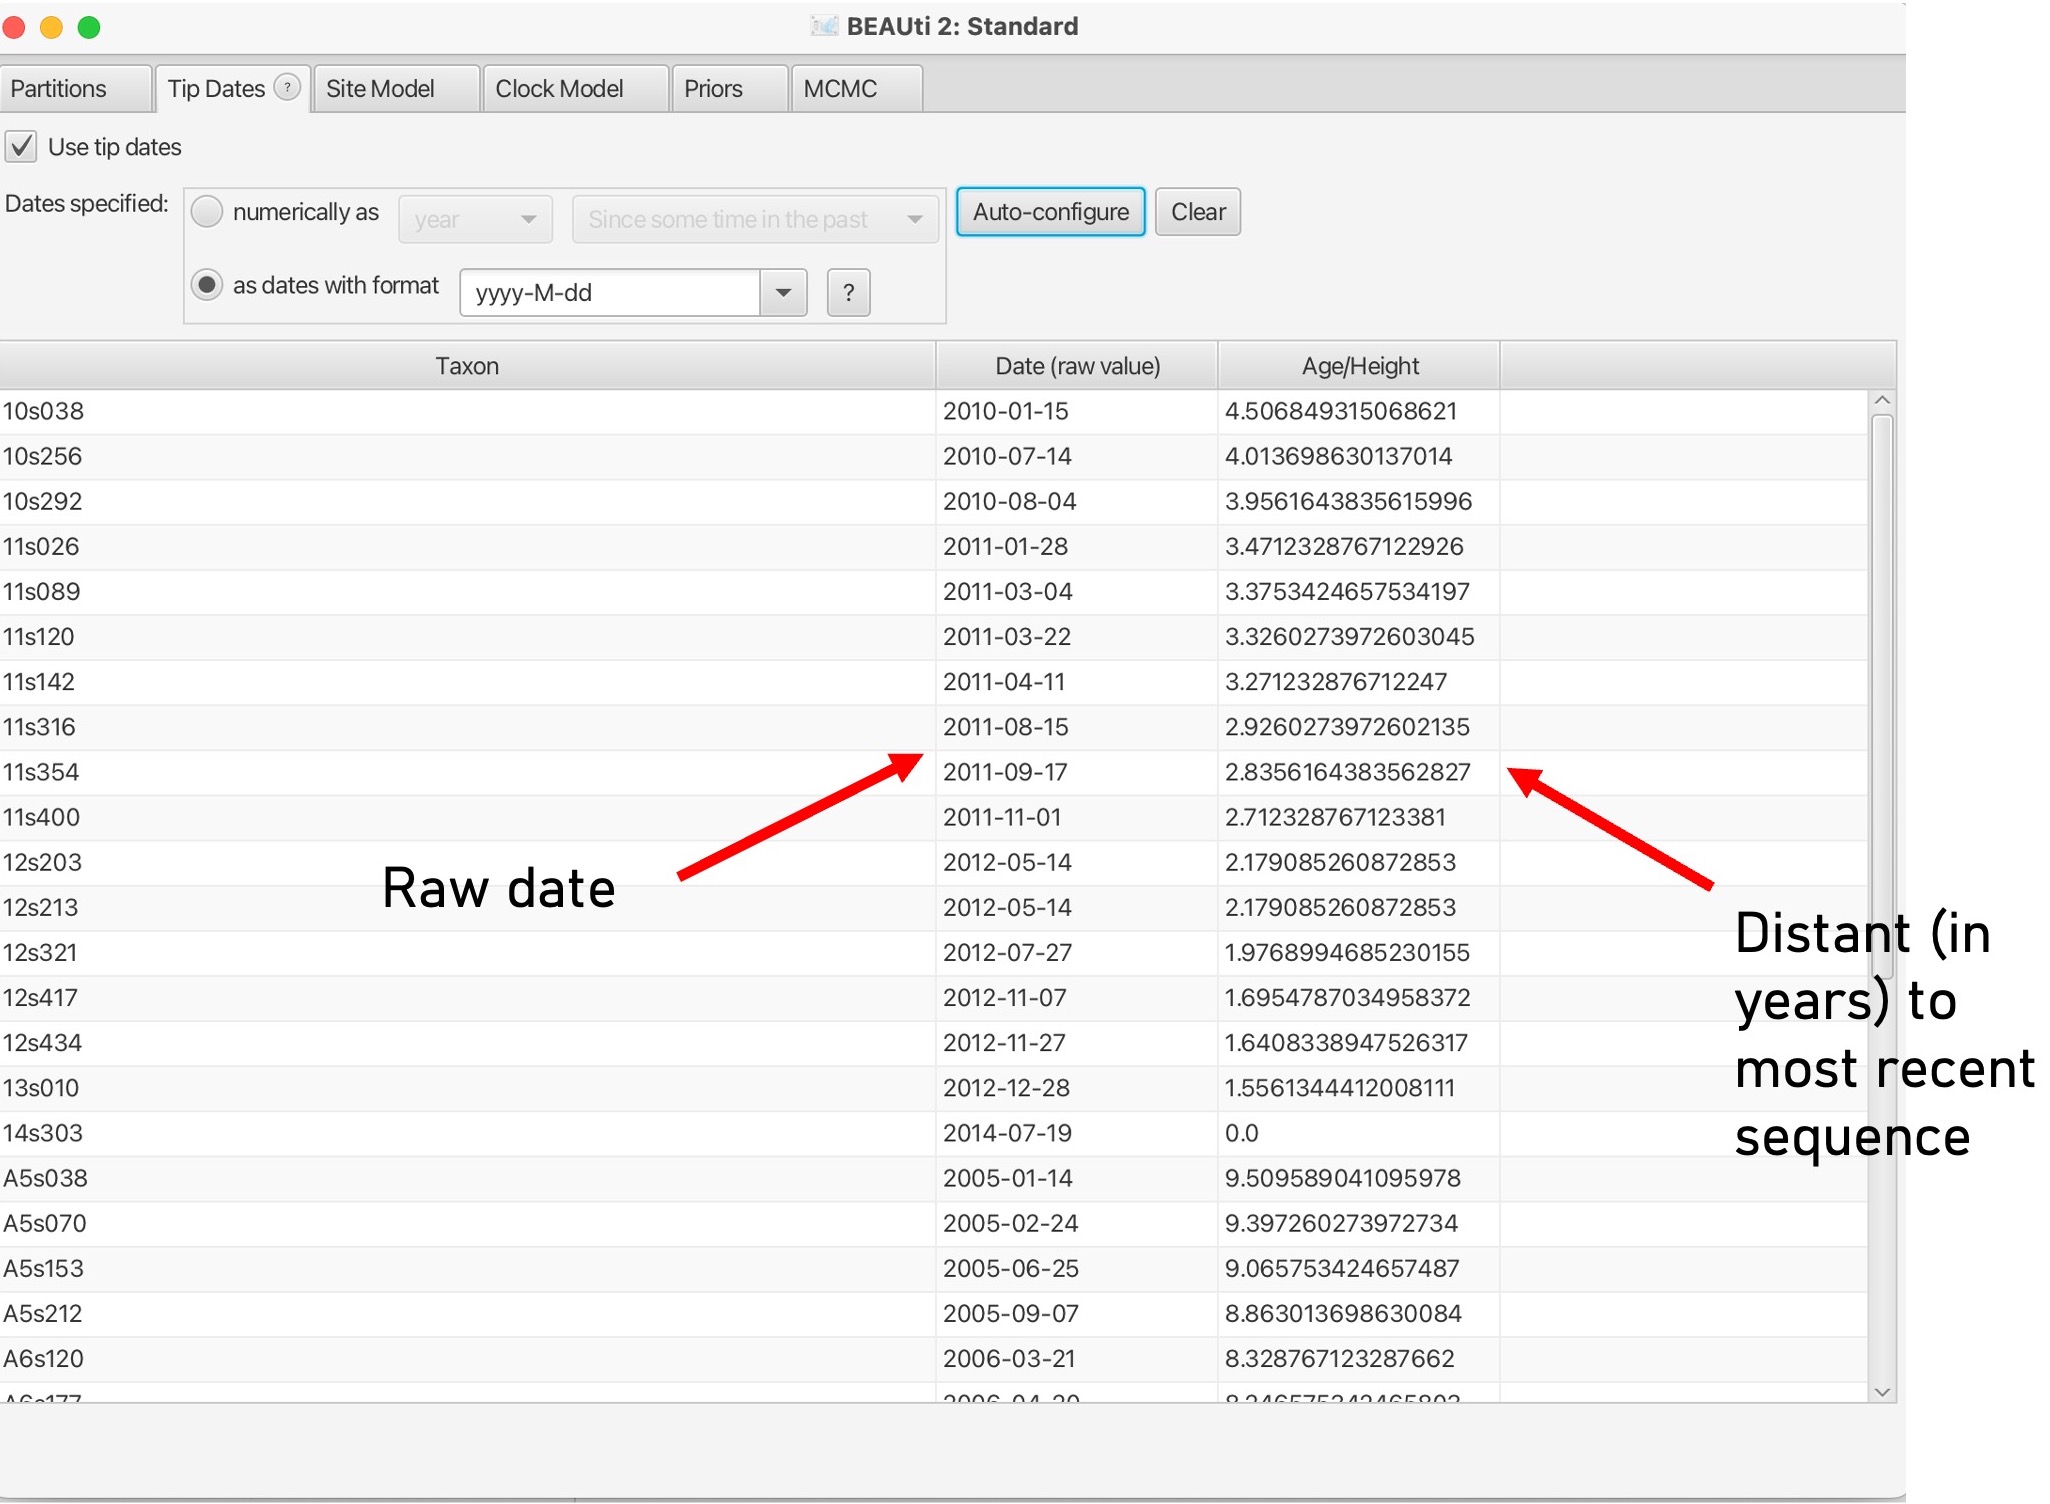 BEAUti 2: Standard
Partitions Tip Dates ? Site Model Clock Model Priors MCMC
Use tip dates
Dates specified: numerically as year Since some time in the past Auto-configure Clear
as dates with format yyyy-M-dd ?
Taxon Date (raw value) Age/Height
10s038 2010-01-15 4.506849315068621
10s256 2010-07-14 4.013698630137014
10s292 2010-08-04 3.9561643835615996
11s026 2011-01-28 3.4712328767122926
11s089 2011-03-04 3.3753424657534197
11s120 2011-03-22 3.3260273972603045
11s142 2011-04-11 3.271232876712247
11s316 2011-08-15 2.9260273972602135
11s354 2011-09-17 2.8356164383562827
11s400 2011-11-01 2.712328767123381
12s203 2012-05-14 2.179085260872853
12s213 2012-05-14 2.179085260872853
12s321 2012-07-27 1.9768994685230155
12s417 2012-11-07 1.6954787034958372
12s434 2012-11-27 1.6408338947526317
13s010 2012-12-28 1.5561344412008111
14s303 2014-07-19 0.0
A5s038 2005-01-14 9.509589041095978
A5s070 2005-02-24 9.397260273972734
A5s153 2005-06-25 9.065753424657487
A5s212 2005-09-07 8.863013698630084
A6s120 2006-03-21 8.328767123287662
Raw date
Distant (in
years) to
most recent
sequence